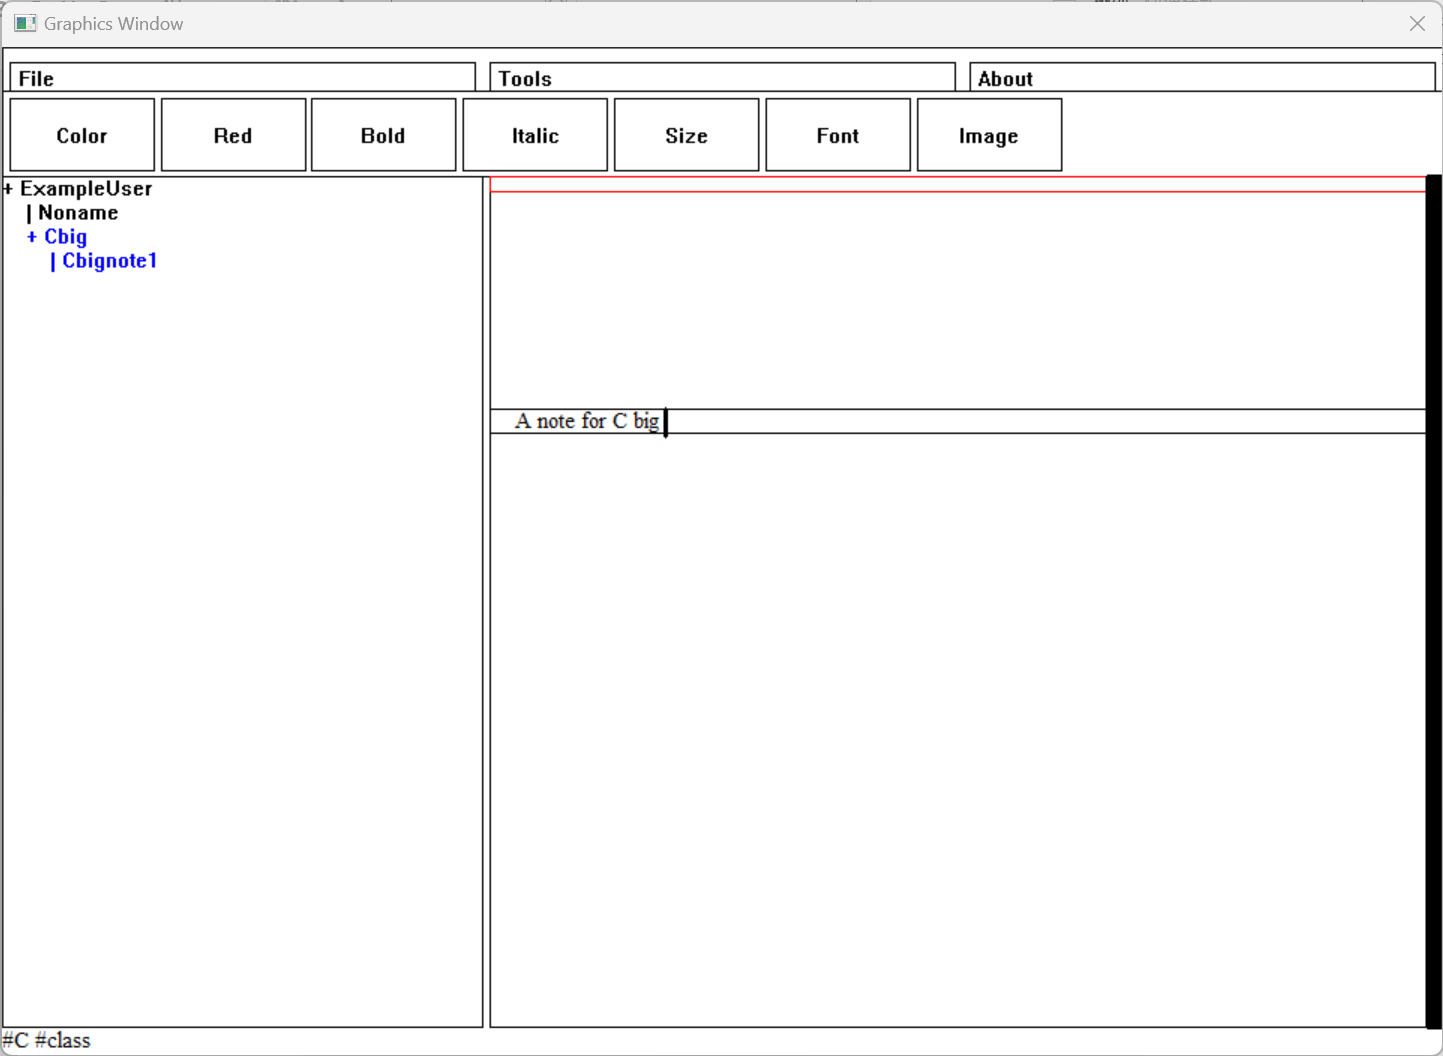 Graphics Window
File Tools About
Color Red Bold Italic Size Font Image
+ ExampleUser
| Noname
+ Cbig
| Cbignote1
A note for C big
#C #class